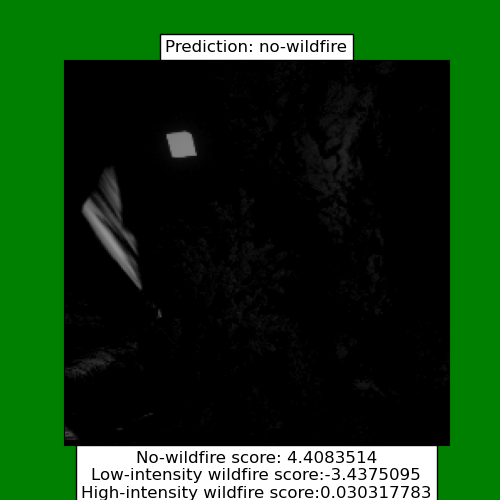 Prediction: no-wildfire
No-wildfire score: 4.4083514
Low-intensity wildfire score:-3.4375095
High-intensity wildfire score:0.030317783